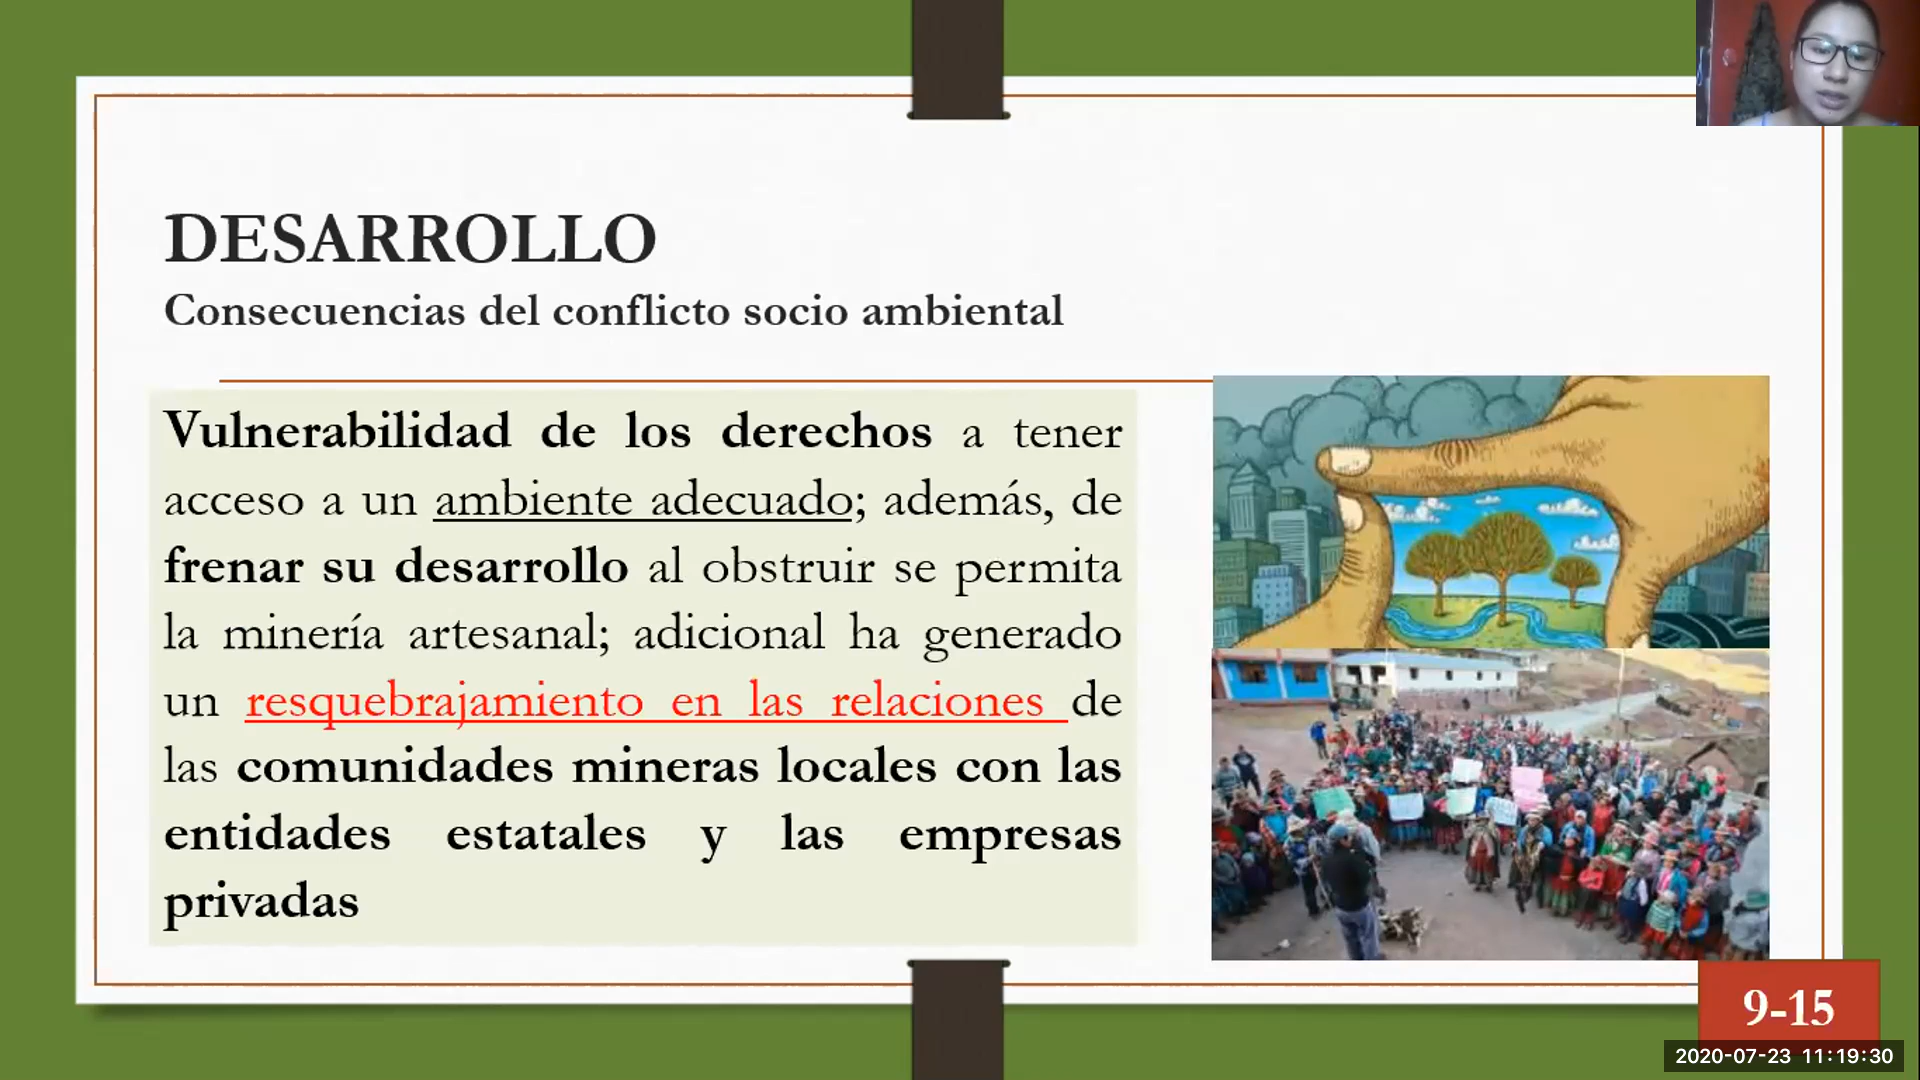 DESARROLLO
Consecuencias del conflicto socio ambiental
Vulnerabilidad de los derechos a tener
acceso a un ambiente adecuado; además, de
frenar su desarrollo al obstruir se permita
la minería artesanal; adicional ha generado
un resquebrajamiento en las relaciones de
las comunidades mineras locales con las
entidades estatales y las empresas
privadas
9-15
2020-07-23 11:19:30